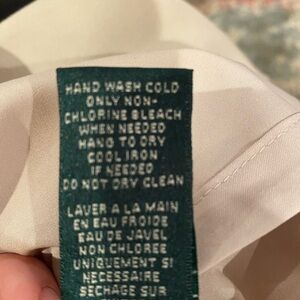 HAND WASH COLD
ONLY NON-
CHLORINE BLEACH
WHEN NEEDED
HANG TO DRY
COOL IRON
IF NEEDED
DO NOT DRY CLEAN
LAVER A LA MAIN
EN EAU FROIDE
EAU DE JAVEL
NON CHLOREE
UNIQUEMENT SI
NECESSAIRE
SECHAGE SUR